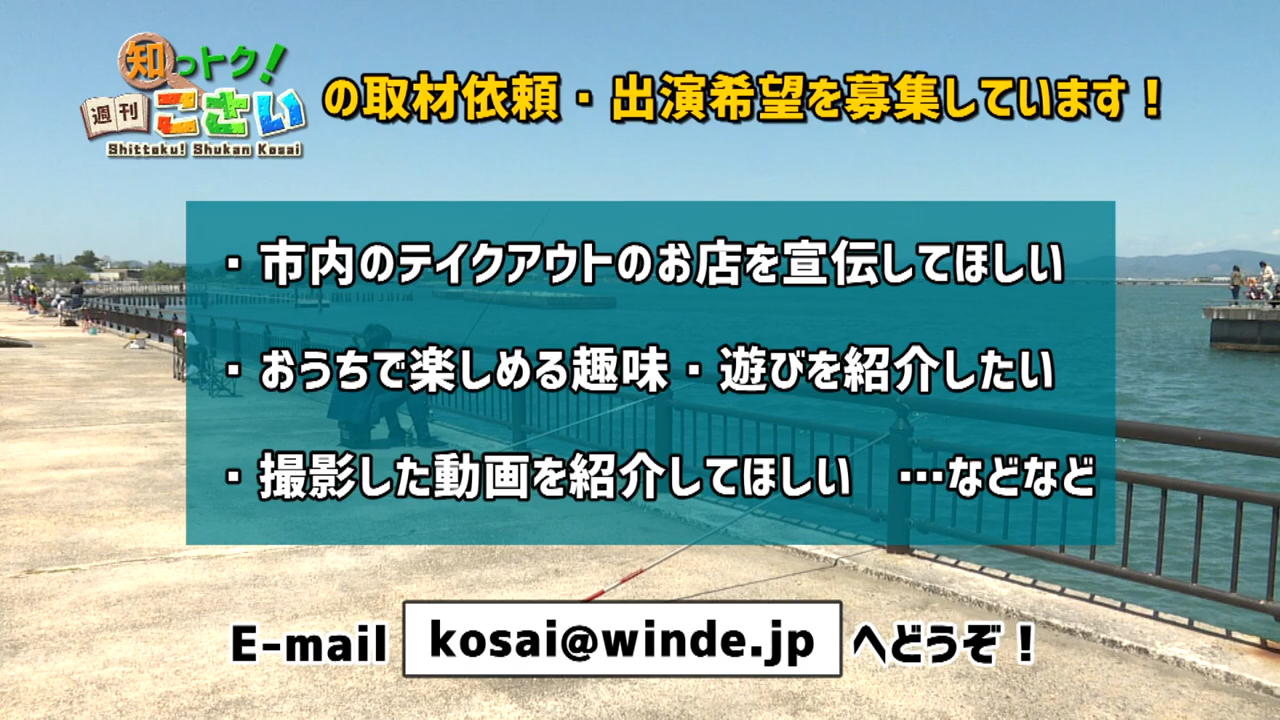 知っトク!
週刊 こさい
Shittoku! Shukan Kosai
の取材依頼・出演希望を募集しています!
・市内のテイクアウトのお店を宣伝してほしい
・おうちで楽しめる趣味・遊びを紹介したい
・撮影した動画を紹介してほしい …などなど
E-mail kosai@winde.jp へどうぞ!